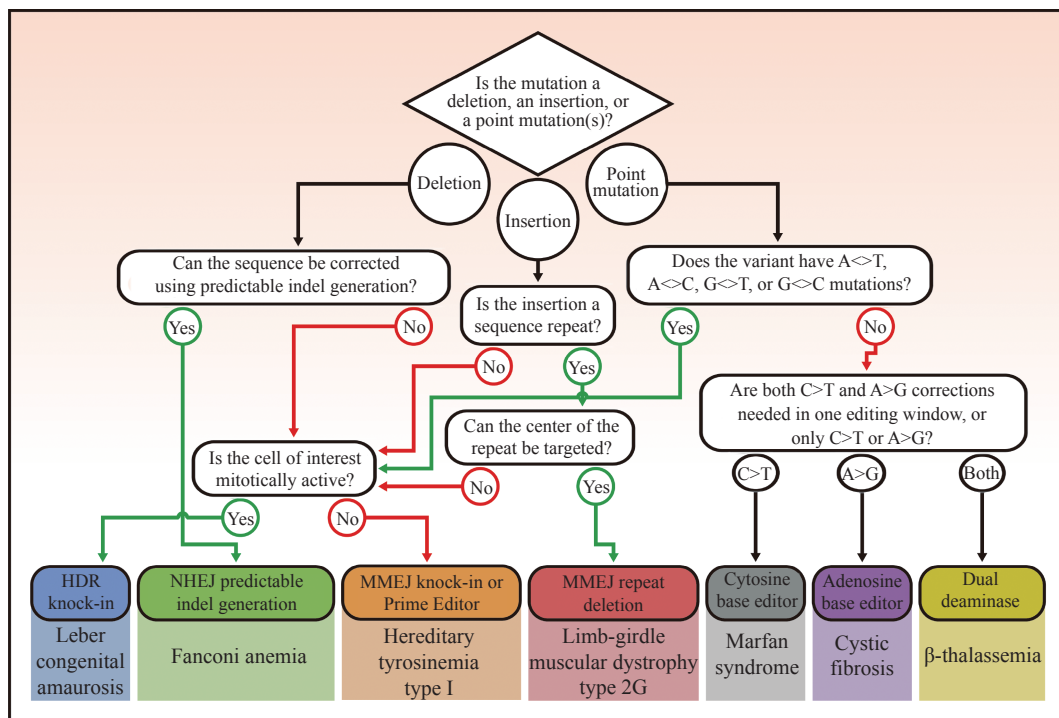 Is the mutation a
deletion, an insertion, or
a point mutation(s)?
Deletion
Insertion
Point
mutation
Can the sequence be corrected
using predictable indel generation?
Is the insertion a
sequence repeat?
Does the variant have A<>T,
A<>C, G<>T, or G<>C mutations?
Yes
No
No
Yes
Yes
No
Are both C>T and A>G corrections
needed in one editing window, or
only C>T or A>G?
Can the center of the
repeat be targeted?
Is the cell of interest
mitotically active?
No
Yes
C>T
A>G
Both
Yes
No
HDR
knock-in
NHEJ predictable
indel generation
MMEJ knock-in or
Prime Editor
MMEJ repeat
deletion
Cytosine
base editor
Adenosine
base editor
Dual
deaminase
Leber
congenital
amaurosis
Fanconi anemia
Hereditary
tyrosinemia
type I
Limb-girdle
muscular dystrophy
type 2G
Marfan
syndrome
Cystic
fibrosis
β-thalassemia